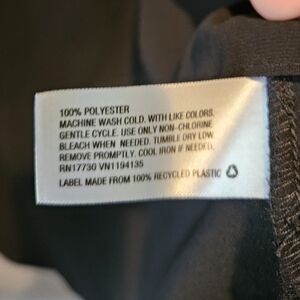 100% POLYESTER
MACHINE WASH COLD. WITH LIKE COLORS.
GENTLE CYCLE. USE ONLY NON-CHLORINE
BLEACH WHEN NEEDED. TUMBLE DRY LOW
REMOVE PROMPTLY. COOL IRON IF NEEDED.
RN17730 VN1194135
LABEL MADE FROM 100% RECYCLED PLASTIC